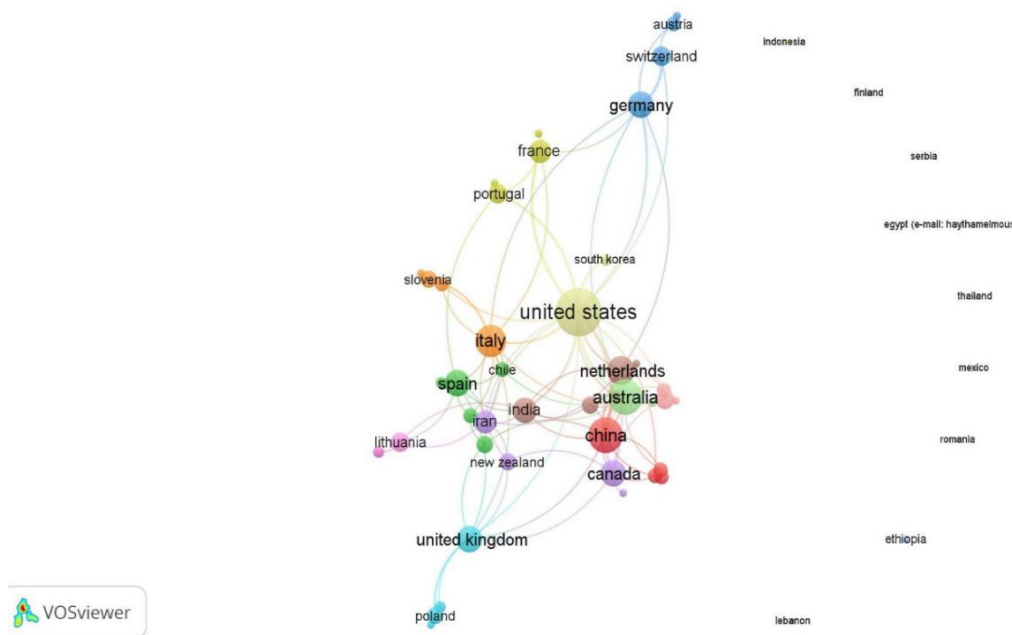 austria
indonesia
switzerland
finland
germany
france
serbia
portugal
egypt (e-mail: haythamelmous
south korea
slovenia
thailand
united states
italy
chile
netherlands
mexico
spain
australia
india
iran
china
lithuania
romania
new zealand
canada
united kingdom
ethiopia
VOSviewer
poland
lebanon